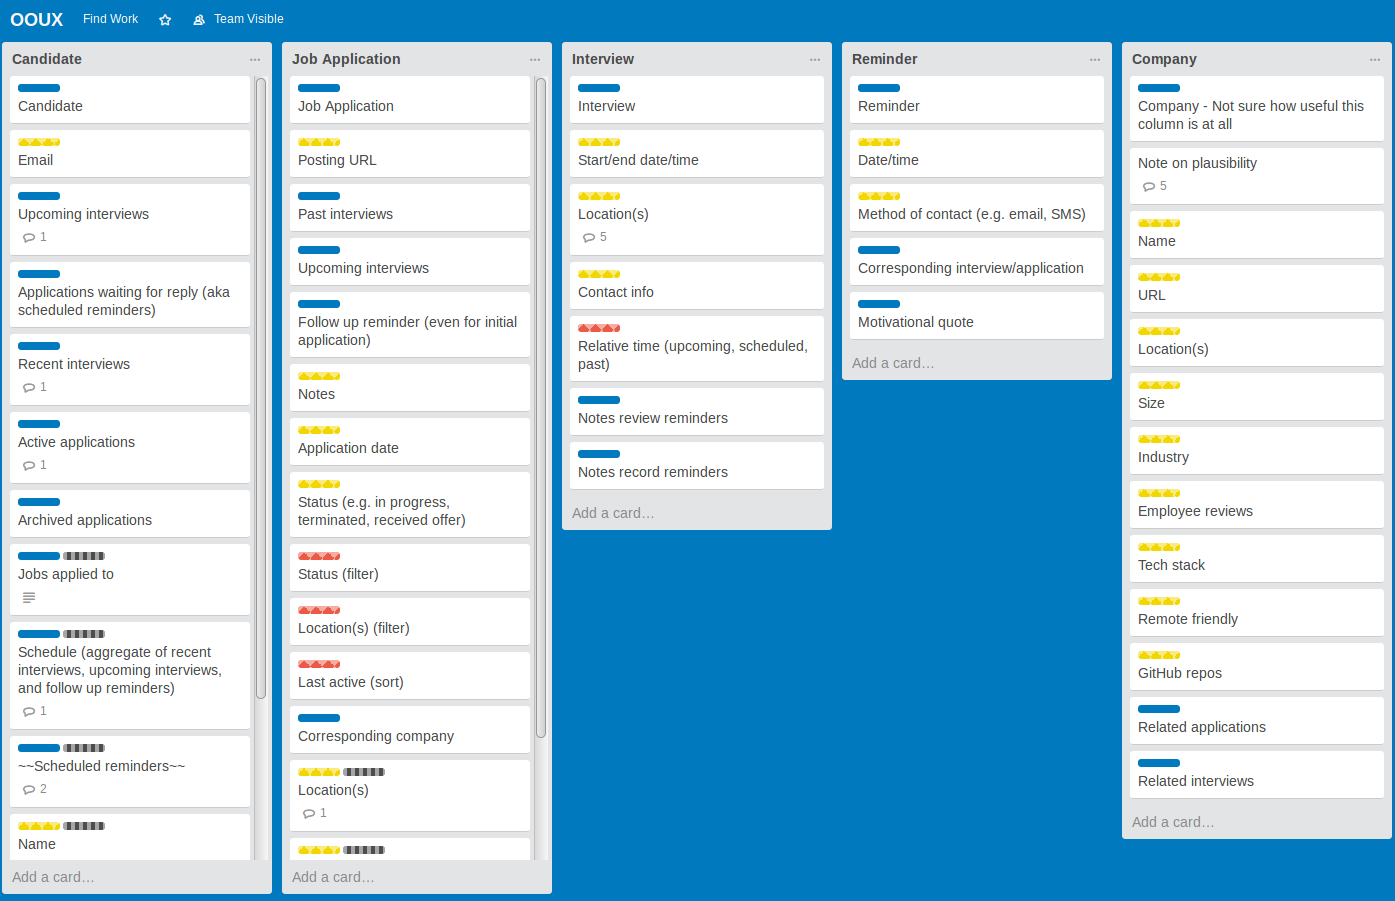 OOUX Find Work Team Visible
Candidate ...
Candidate
Email
Upcoming interviews
1
Applications waiting for reply (aka
scheduled reminders)
Recent interviews
1
Active applications
1
Archived applications
Jobs applied to
Schedule (aggregate of recent
interviews, upcoming interviews,
and follow up reminders)
1
~~Scheduled reminders~~
2
Name
Add a card…
Job Application ...
Job Application
Posting URL
Past interviews
Upcoming interviews
Follow up reminder (even for initial
application)
Notes
Application date
Status (e.g. in progress,
terminated, received offer)
Status (filter)
Location(s) (filter)
Last active (sort)
Corresponding company
Location(s)
1
Add a card…
Interview ...
Interview
Start/end date/time
Location(s)
5
Contact info
Relative time (upcoming, scheduled,
past)
Notes review reminders
Notes record reminders
Add a card…
Reminder ...
Reminder
Date/time
Method of contact (e.g. email, SMS)
Corresponding interview/application
Motivational quote
Add a card…
Company ...
Company - Not sure how useful this
column is at all
Note on plausibility
5
Name
URL
Location(s)
Size
Industry
Employee reviews
Tech stack
Remote friendly
GitHub repos
Related applications
Related interviews
Add a card…